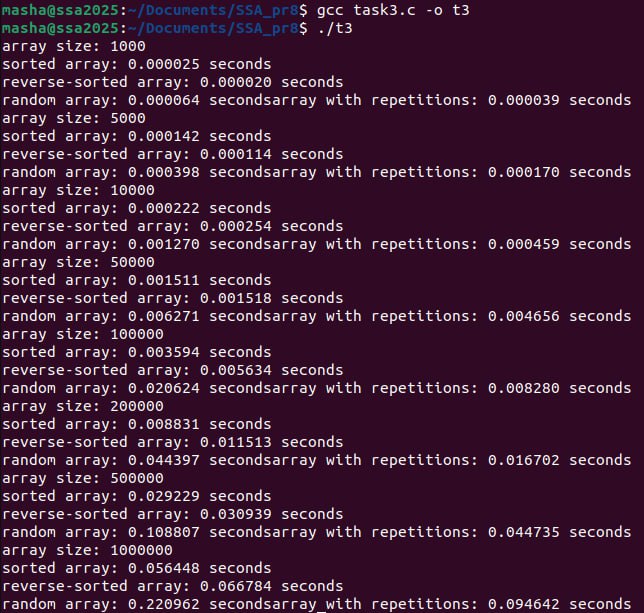 masha@ssa2025:~/Documents/SSA_pr8$ gcc task3.c -o t3
masha@ssa2025:~/Documents/SSA_pr8$ ./t3
array size: 1000
sorted array: 0.000025 seconds
reverse-sorted array: 0.000020 seconds
random array: 0.000064 secondsarray with repetitions: 0.000039 seconds
array size: 5000
sorted array: 0.000142 seconds
reverse-sorted array: 0.000114 seconds
random array: 0.000398 secondsarray with repetitions: 0.000170 seconds
array size: 10000
sorted array: 0.000222 seconds
reverse-sorted array: 0.000254 seconds
random array: 0.001270 secondsarray with repetitions: 0.000459 seconds
array size: 50000
sorted array: 0.001511 seconds
reverse-sorted array: 0.001518 seconds
random array: 0.006271 secondsarray with repetitions: 0.004656 seconds
array size: 100000
sorted array: 0.003594 seconds
reverse-sorted array: 0.005634 seconds
random array: 0.020624 secondsarray with repetitions: 0.008280 seconds
array size: 200000
sorted array: 0.008831 seconds
reverse-sorted array: 0.011513 seconds
random array: 0.044397 secondsarray with repetitions: 0.016702 seconds
array size: 500000
sorted array: 0.029229 seconds
reverse-sorted array: 0.030939 seconds
random array: 0.108807 secondsarray with repetitions: 0.044735 seconds
array size: 1000000
sorted array: 0.056448 seconds
reverse-sorted array: 0.066784 seconds
random array: 0.220962 secondsarray with repetitions: 0.094642 seconds